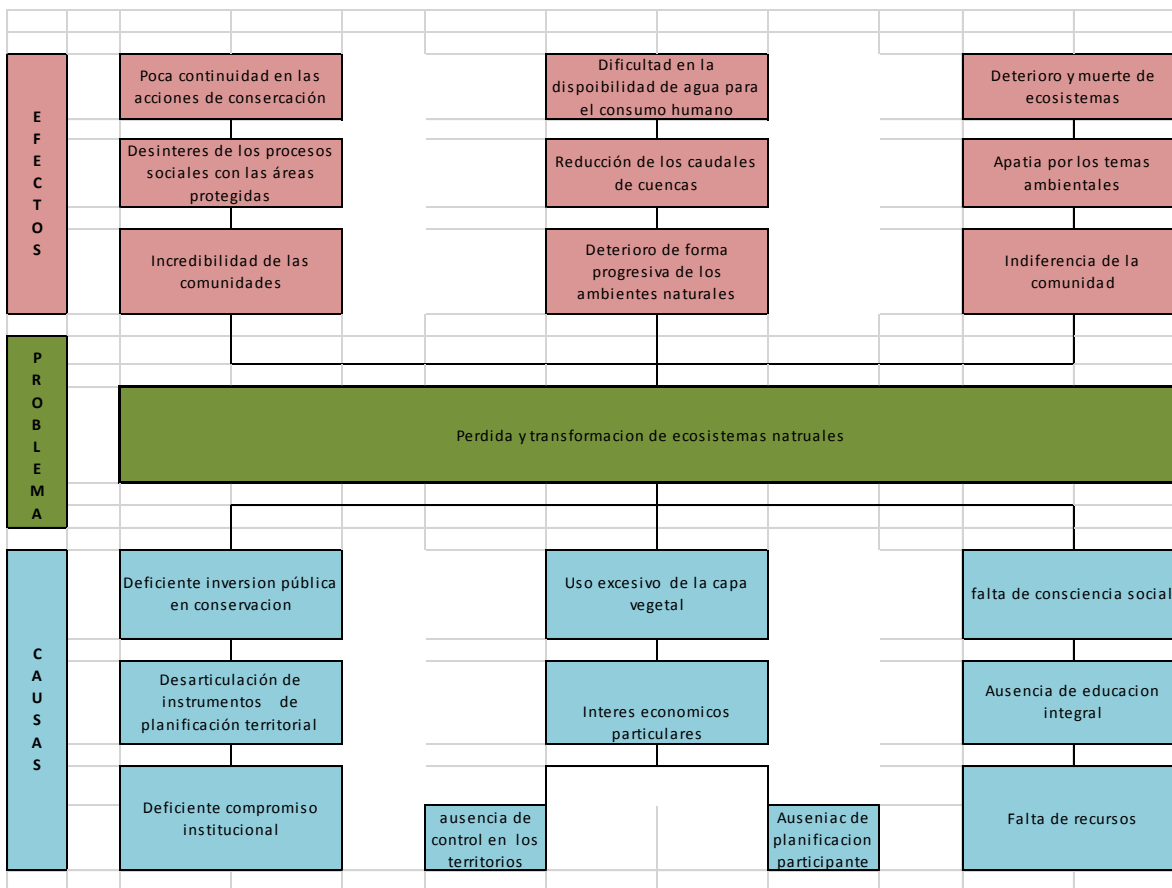 EFECTOS
Poca continuidad en las
acciones de consercación
Dificultad en la
dispoibilidad de agua para
el consumo humano
Deterioro y muerte de
ecosistemas
Desinteres de los procesos
sociales con las áreas
protegidas
Reducción de los caudales
de cuencas
Apatia por los temas
ambientales
Incredibilidad de las
comunidades
Deterioro de forma
progresiva de los
ambientes naturales
Indiferencia de la
comunidad
PROBLEMA
Perdida y transformacion de ecosistemas natruales
CAUSAS
Deficiente inversion pública
en conservacion
Uso excesivo de la capa
vegetal
falta de consciencia social
Desarticulación de
instrumentos de
planificación territorial
Interes economicos
particulares
Ausencia de educacion
integral
Deficiente compromiso
institucional
ausencia de
control en los
territorios
Auseniac de
planificacion
participante
Falta de recursos